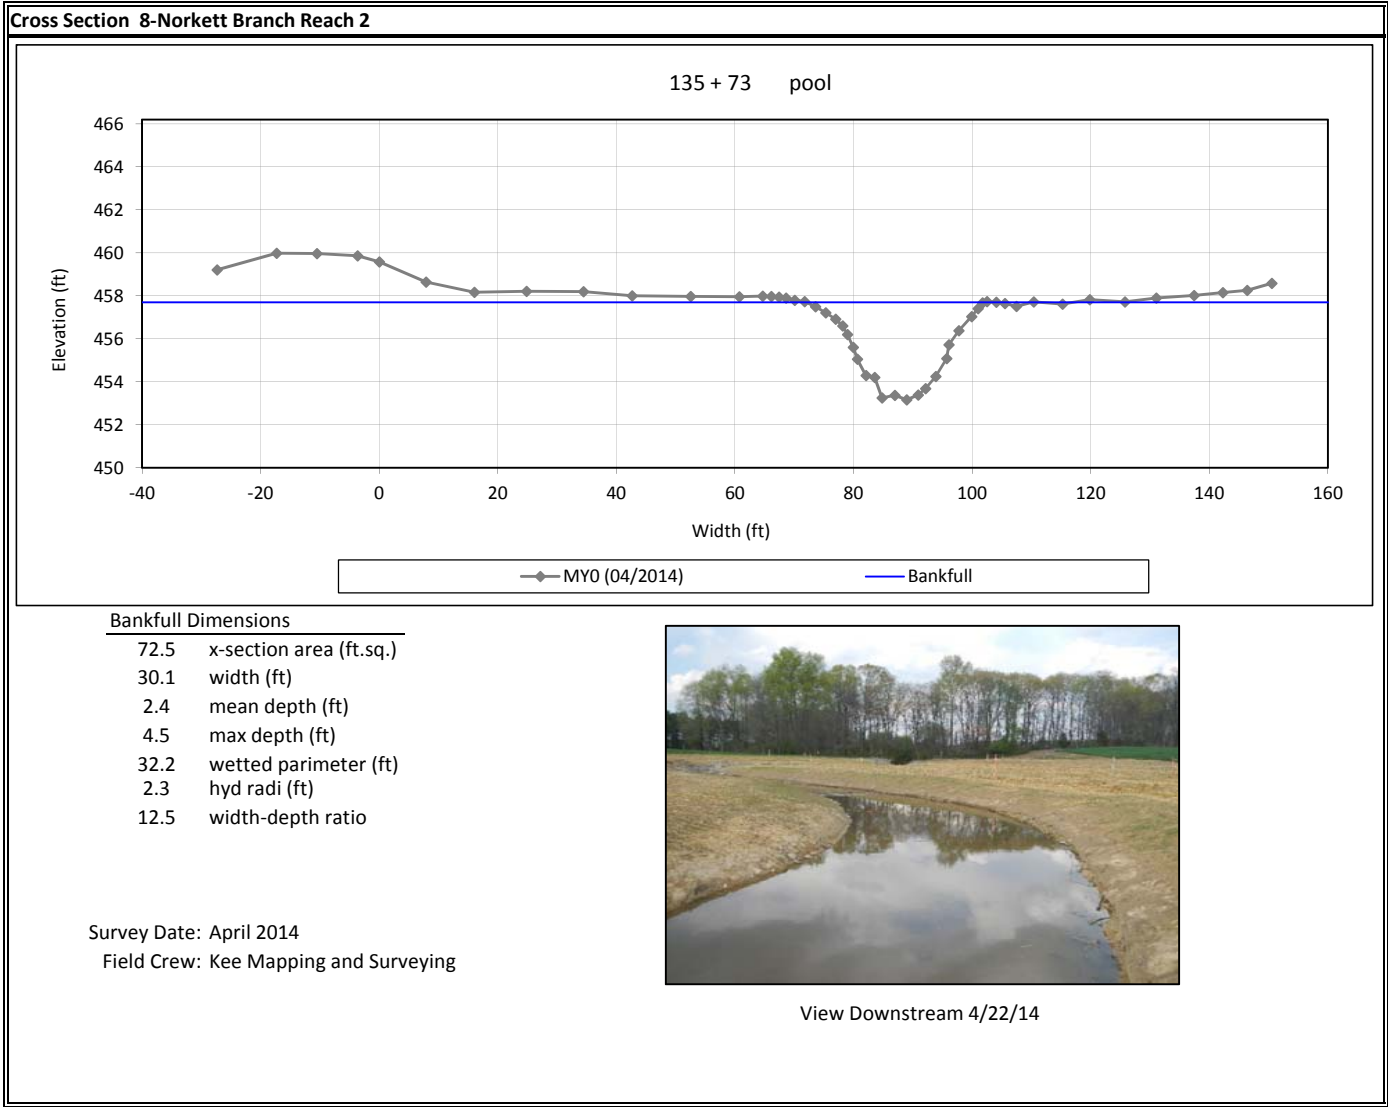 Cross Section 8-Norkett Branch Reach 2
135 + 73 pool
466
464
462
460
458
456
454
452
450
Elevation (ft)
-40 -20 0 20 40 60 80 100 120 140 160
Width (ft)
MY0 (04/2014) Bankfull
Bankfull Dimensions
72.5 x-section area (ft.sq.)
30.1 width (ft)
2.4 mean depth (ft)
4.5 max depth (ft)
32.2 wetted parimeter (ft)
2.3 hyd radi (ft)
12.5 width-depth ratio
Survey Date: April 2014
Field Crew: Kee Mapping and Surveying
View Downstream 4/22/14